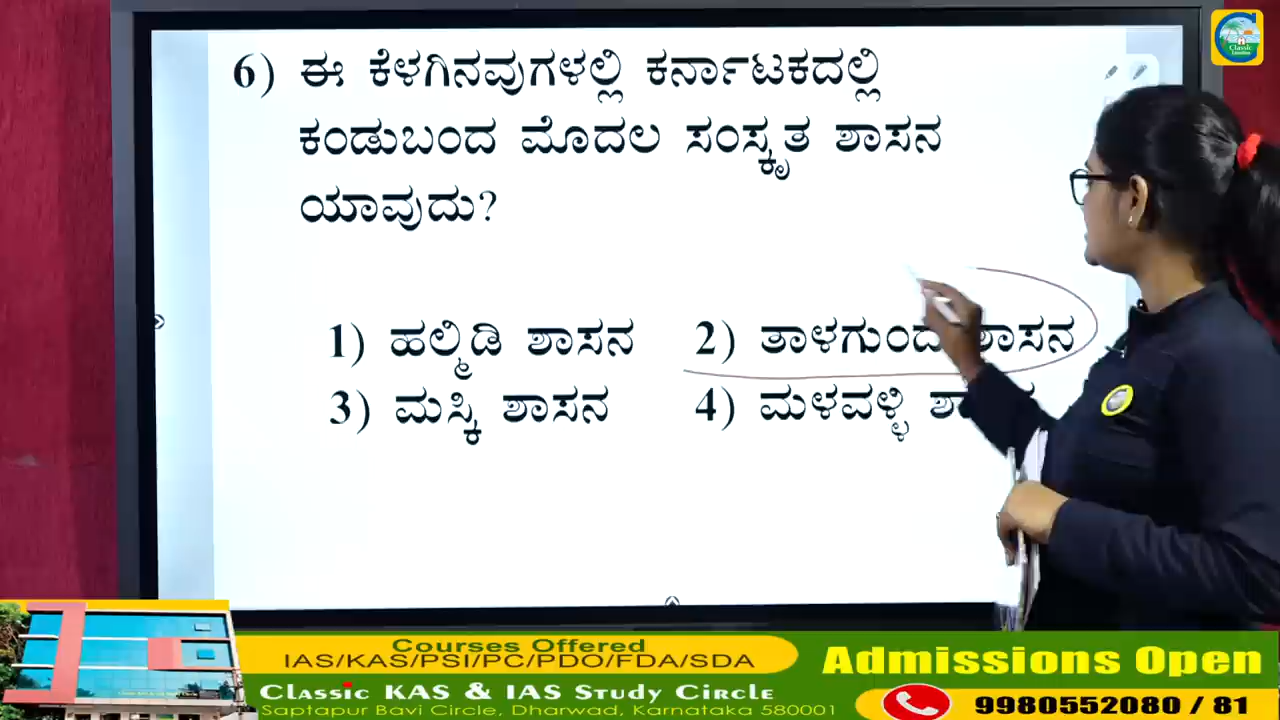 6) ಈ ಕೆಳಗಿನವುಗಳಲ್ಲಿ ಕರ್ನಾಟಕದಲ್ಲಿ
ಕಂಡುಬಂದ ಮೊದಲ ಸಂಸ್ಕೃತ ಶಾಸನ
ಯಾವುದು?
1) ಹಲ್ಮಿಡಿ ಶಾಸನ 2) ತಾಳಗುಂದ ಶಾಸನ
3) ಮಸ್ಕಿ ಶಾಸನ 4) ಮಳವಳ್ಳಿ
Classic
Courses Offered
IAS/KAS/PSI/PC/PDO/FDA/SDA
Classic KAS & IAS Study Circle
Saptapur Bavi Circle, Dharwad, Karnataka 580001
Admissions Open
9980552080 / 81